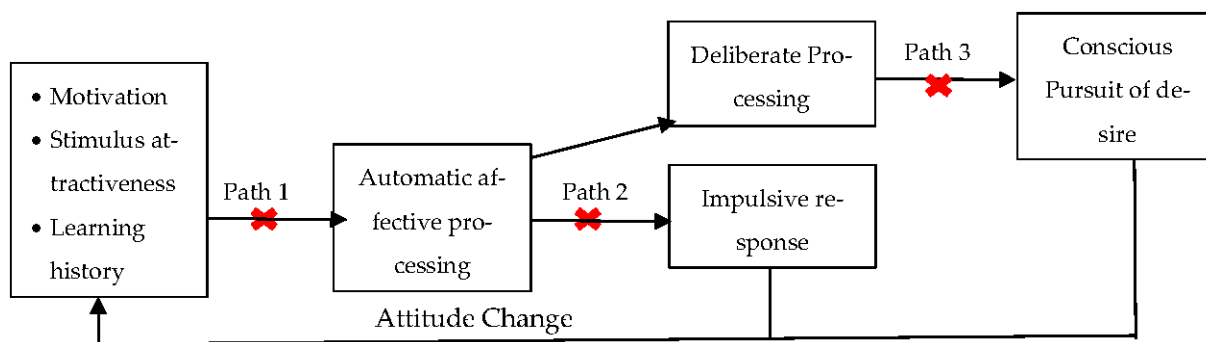 • Motivation
• Stimulus at-
tractiveness
• Learning
history
Path 1
Automatic af-
fective pro-
cessing
Path 2
Deliberate Pro-
cessing
Path 3
Conscious
Pursuit of de-
sire
Impulsive re-
sponse
Attitude Change